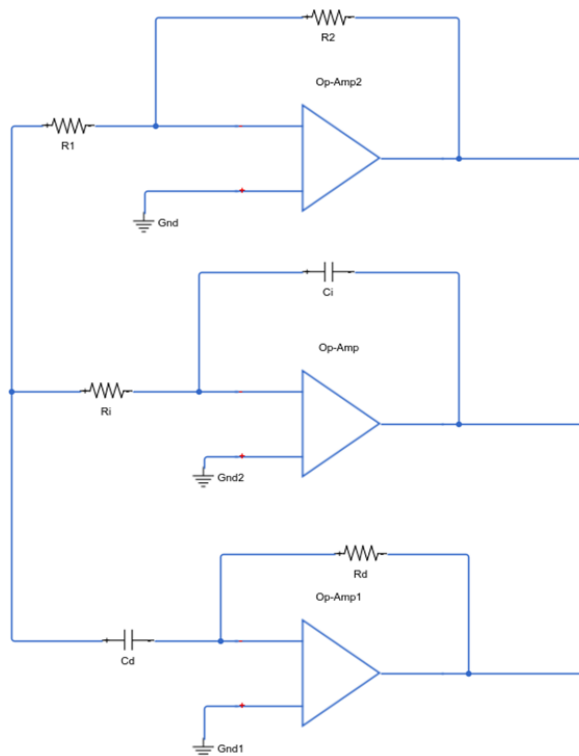 R2
Op-Amp2
R1
Gnd
Ci
Op-Amp
Ri
Gnd2
Rd
Op-Amp1
Cd
Gnd1